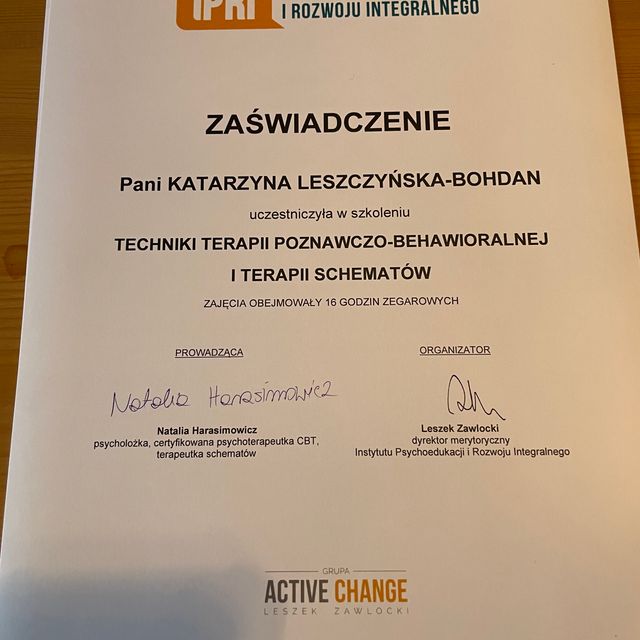 IPRI
I ROZWOJU INTEGRALNEGO
ZAŚWIADCZENIE
Pani KATARZYNA LESZCZYŃSKA-BOHDAN
uczestniczyła w szkoleniu
TECHNIKI TERAPII POZNAWCZO-BEHAWIORALNEJ
I TERAPII SCHEMATÓW
ZAJĘCIA OBEJMOWAŁY 16 GODZIN ZEGAROWYCH
PROWADZĄCA
Natalia Harasimowicz
Natalia Harasimowicz
psycholożka, certyfikowana psychoterapeutka CBT,
terapeutka schematów
ORGANIZATOR
Leszek Zawlocki
dyrektor merytoryczny
Instytutu Psychoedukacji i Rozwoju Integralnego
GRUPA
ACTIVE CHANGE
LESZEK ZAWLOCKI